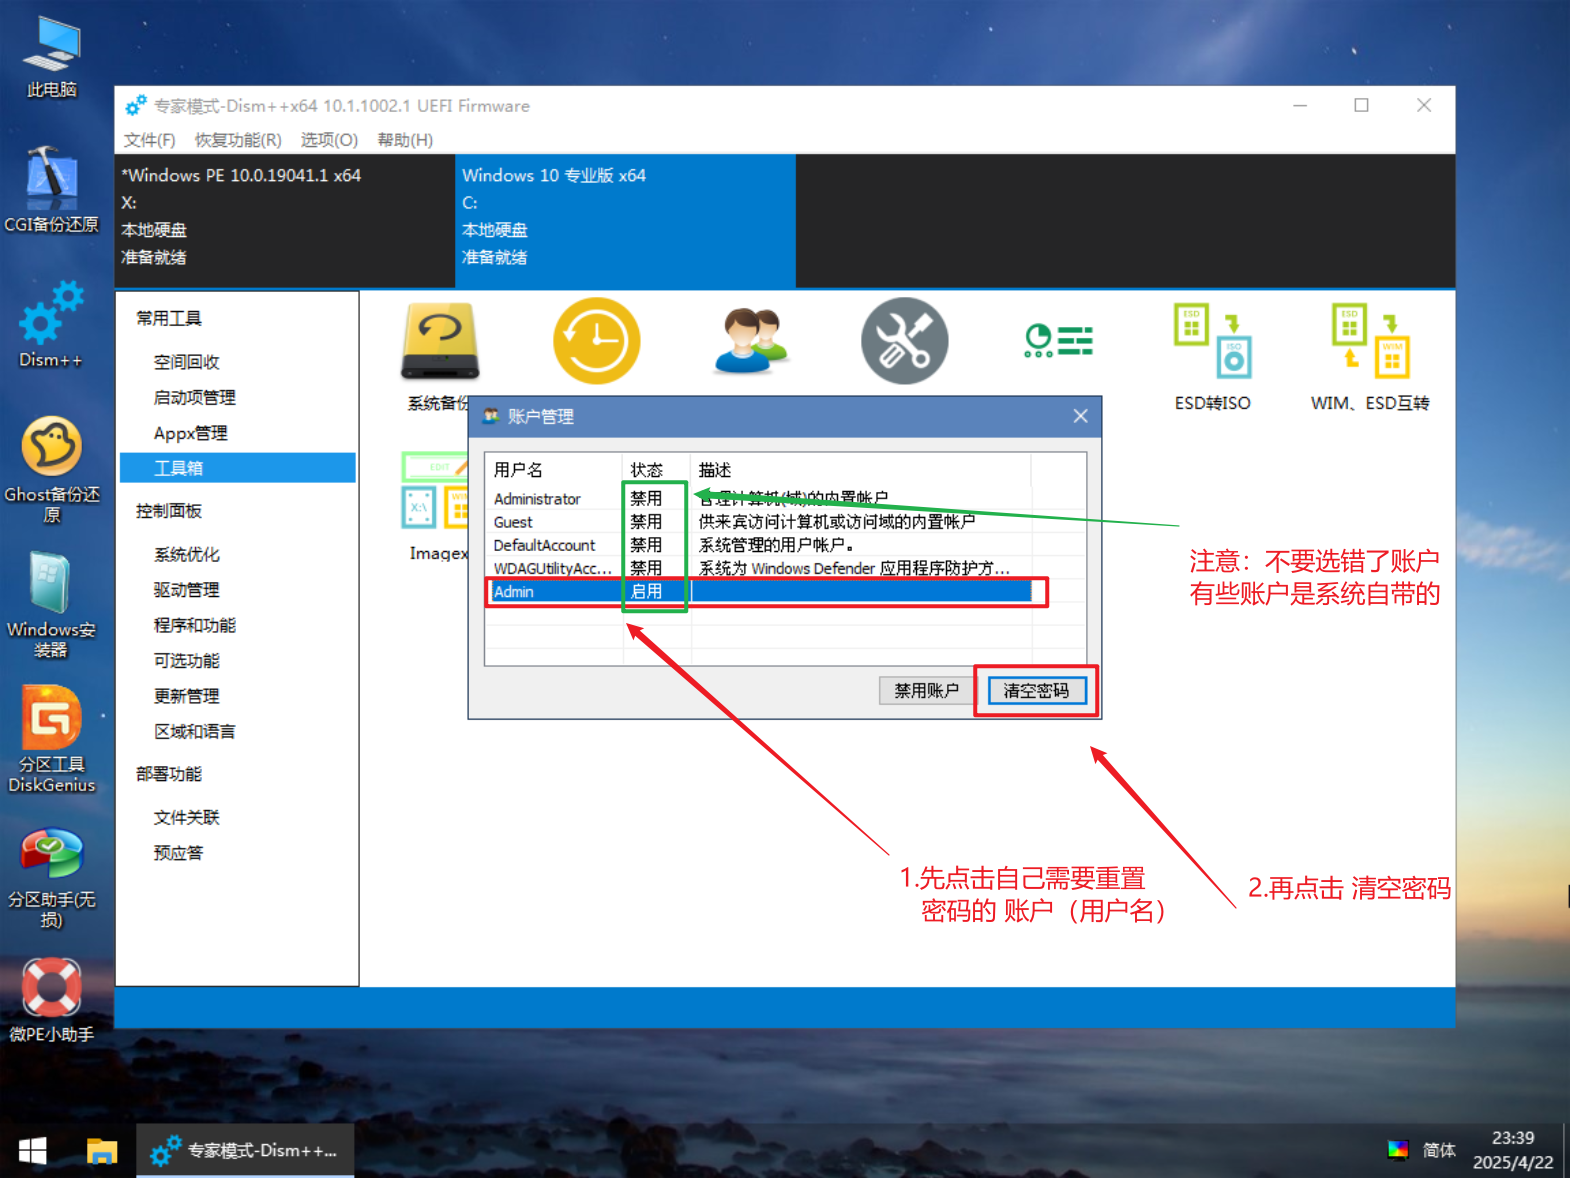 此电脑
CGI备份还原
Dism++
Ghost备份还
原
Windows安
装器
分区工具
DiskGenius
分区助手(无
损)
微PE小助手
专家模式-Dism++x64 10.1.1002.1 UEFI Firmware
文件(F) 恢复功能(R) 选项(O) 帮助(H)
*Windows PE 10.0.19041.1 x64
X:
本地硬盘
准备就绪
Windows 10 专业版 x64
C:
本地硬盘
准备就绪
常用工具
空间回收
启动项管理
Appx管理
工具箱
控制面板
系统优化
驱动管理
程序和功能
可选功能
更新管理
区域和语言
部署功能
文件关联
预应答
系统备份
ESD
ISO
ESD转ISO
ESD
WIM
WIM、ESD互转
EDIT
X:\
Imagex
账户管理
用户名 状态 描述
Administrator 禁用 管理计算机(域)的内置帐户
Guest 禁用 供来宾访问计算机或访问域的内置帐户
DefaultAccount 禁用 系统管理的用户帐户。
WDAGUtilityAcc... 禁用 系统为 Windows Defender 应用程序防护方...
Admin 启用
禁用账户 清空密码
注意：不要选错了账户
有些账户是系统自带的
1.先点击自己需要重置
密码的 账户（用户名）
2.再点击 清空密码
专家模式-Dism++...
简体
23:39
2025/4/22